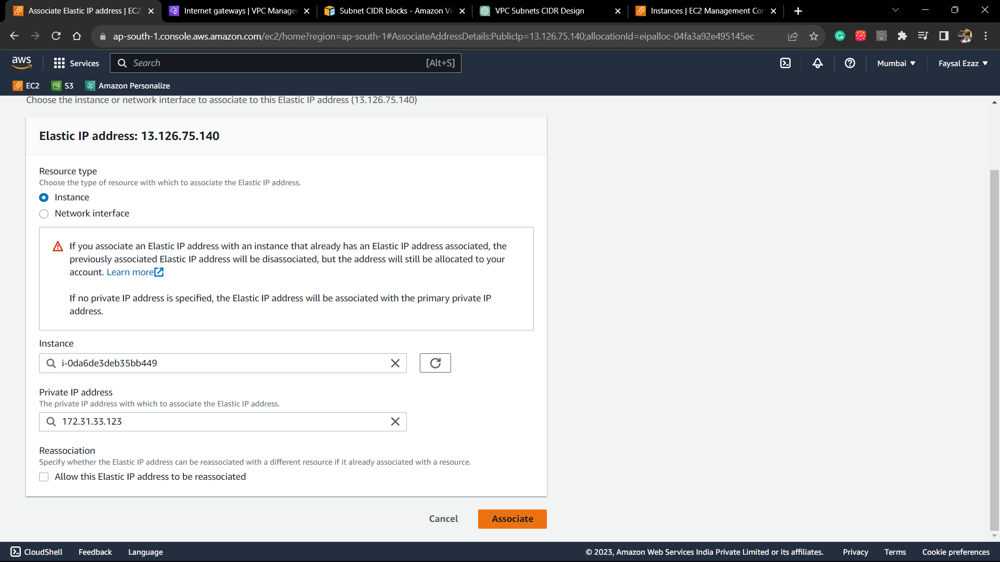 Associate Elastic IP address | EC2
Internet gateways | VPC Manager
Subnet CIDR blocks - Amazon Vi
VPC Subnets CIDR Design
Instances | EC2 Management Con
ap-south-1.console.aws.amazon.com/ec2/home?region=ap-south-1#AssociateAddressDetails:PublicIp=13.126.75.140;allocationId=eipalloc-04fa3a92e495145ec
aws
Services
Search
[Alt+S]
Mumbai
Faysal Ezaz
EC2
S3
Amazon Personalize
Choose the instance or network interface to associate to this Elastic IP address (13.126.75.140)
Elastic IP address: 13.126.75.140
Resource type
Choose the type of resource with which to associate the Elastic IP address.
Instance
Network interface
If you associate an Elastic IP address with an instance that already has an Elastic IP address associated, the
previously associated Elastic IP address will be disassociated, but the address will still be allocated to your
account. Learn more
If no private IP address is specified, the Elastic IP address will be associated with the primary private IP
address.
Instance
i-0da6de3deb35bb449
Private IP address
The private IP address with which to associate the Elastic IP address.
172.31.33.123
Reassociation
Specify whether the Elastic IP address can be reassociated with a different resource if it already associated with a resource.
Allow this Elastic IP address to be reassociated
Cancel
Associate
CloudShell
Feedback
Language
© 2023, Amazon Web Services India Private Limited or its affiliates.
Privacy
Terms
Cookie preferences